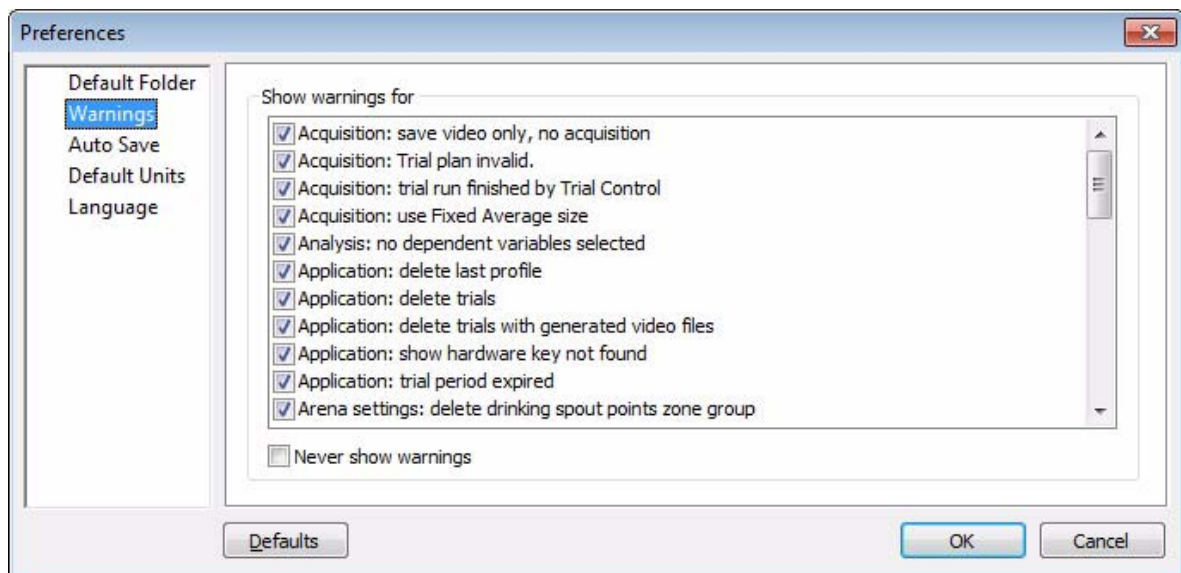 Preferences
Default Folder
Warnings
Auto Save
Default Units
Language
Show warnings for
Acquisition: save video only, no acquisition
Acquisition: Trial plan invalid.
Acquisition: trial run finished by Trial Control
Acquisition: use Fixed Average size
Analysis: no dependent variables selected
Application: delete last profile
Application: delete trials
Application: delete trials with generated video files
Application: show hardware key not found
Application: trial period expired
Arena settings: delete drinking spout points zone group
Never show warnings
Defaults
OK
Cancel